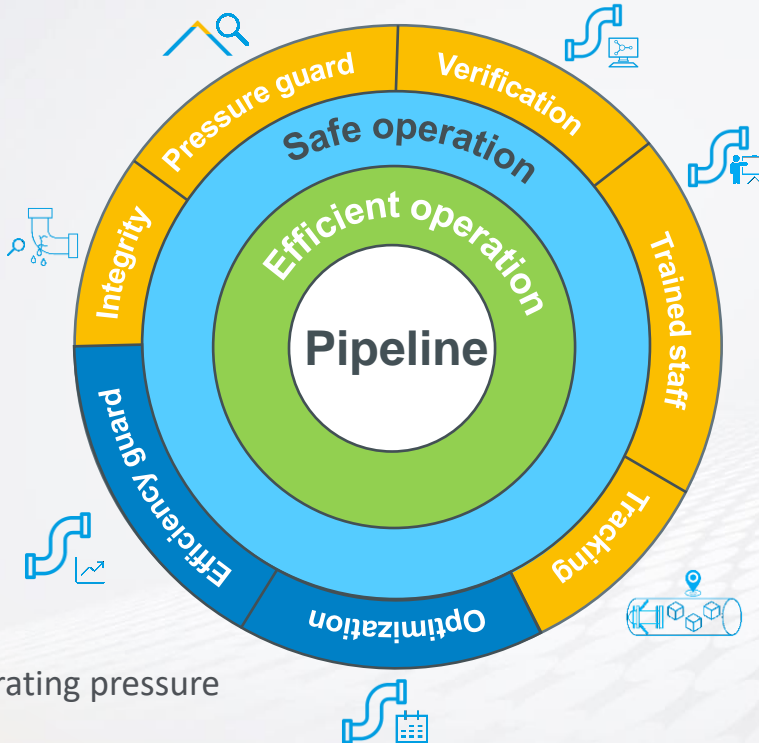 Pressure guard
Verification
Safe operation
Efficient operation
Integrity
Trained staff
Pipeline
Efficiency guard
Tracking
Optimization
rating pressure